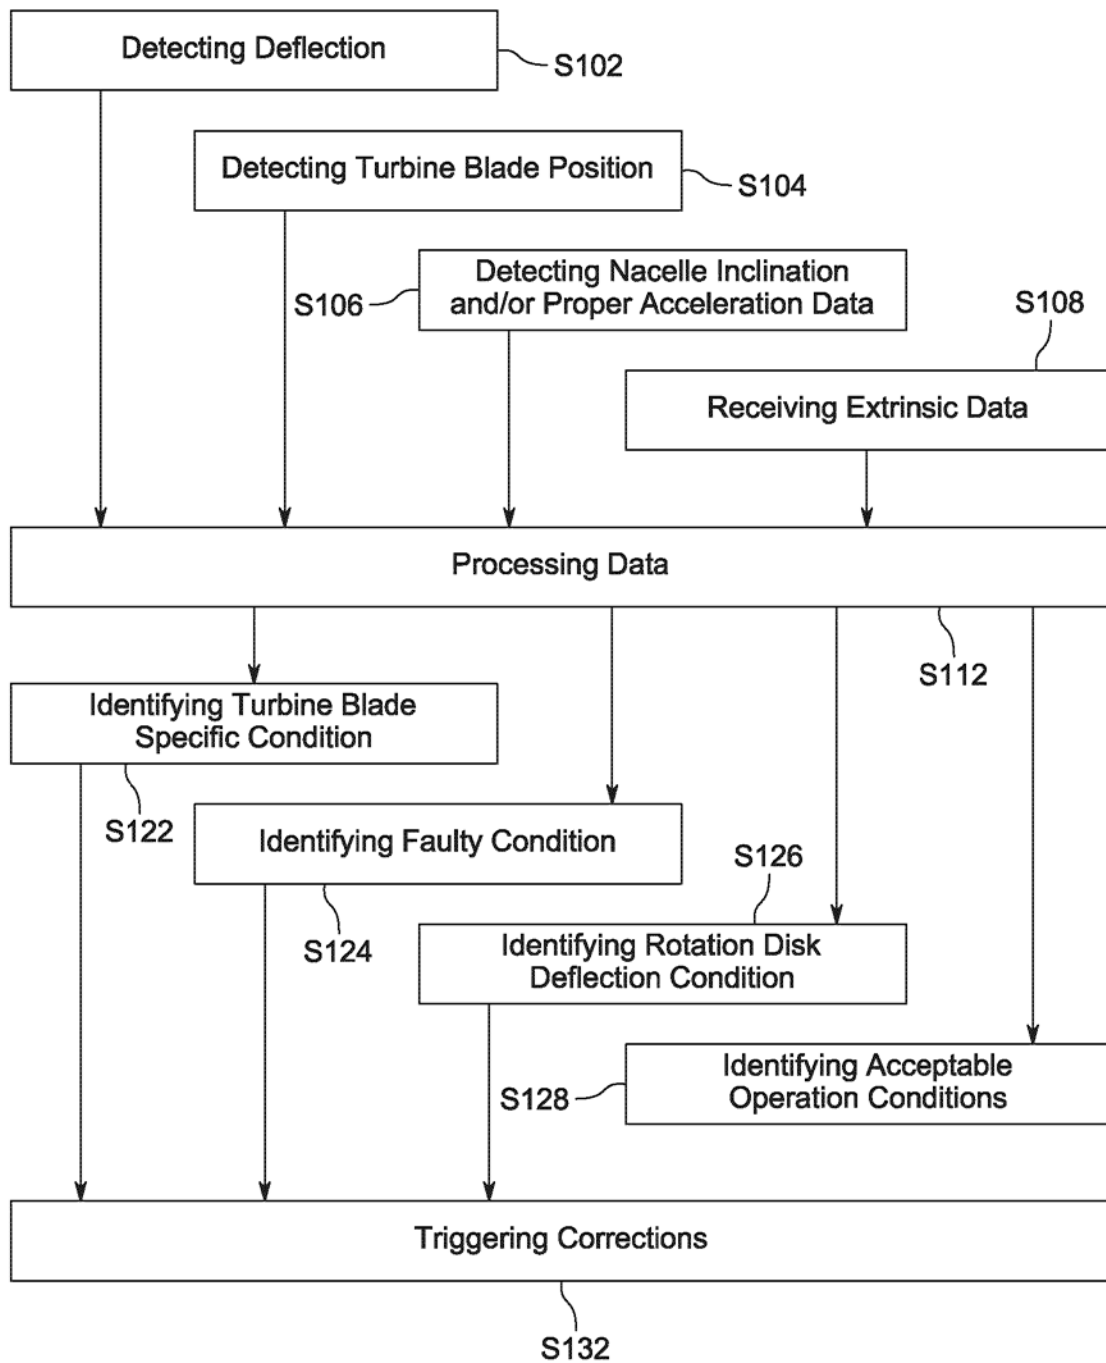 Detecting Deflection
S102
Detecting Turbine Blade Position
S104
Detecting Nacelle Inclination
and/or Proper Acceleration Data
S106
S108
Receiving Extrinsic Data
Processing Data
S112
Identifying Turbine Blade
Specific Condition
S122
Identifying Faulty Condition
S124
S126
Identifying Rotation Disk
Deflection Condition
Identifying Acceptable
Operation Conditions
S128
Triggering Corrections
S132